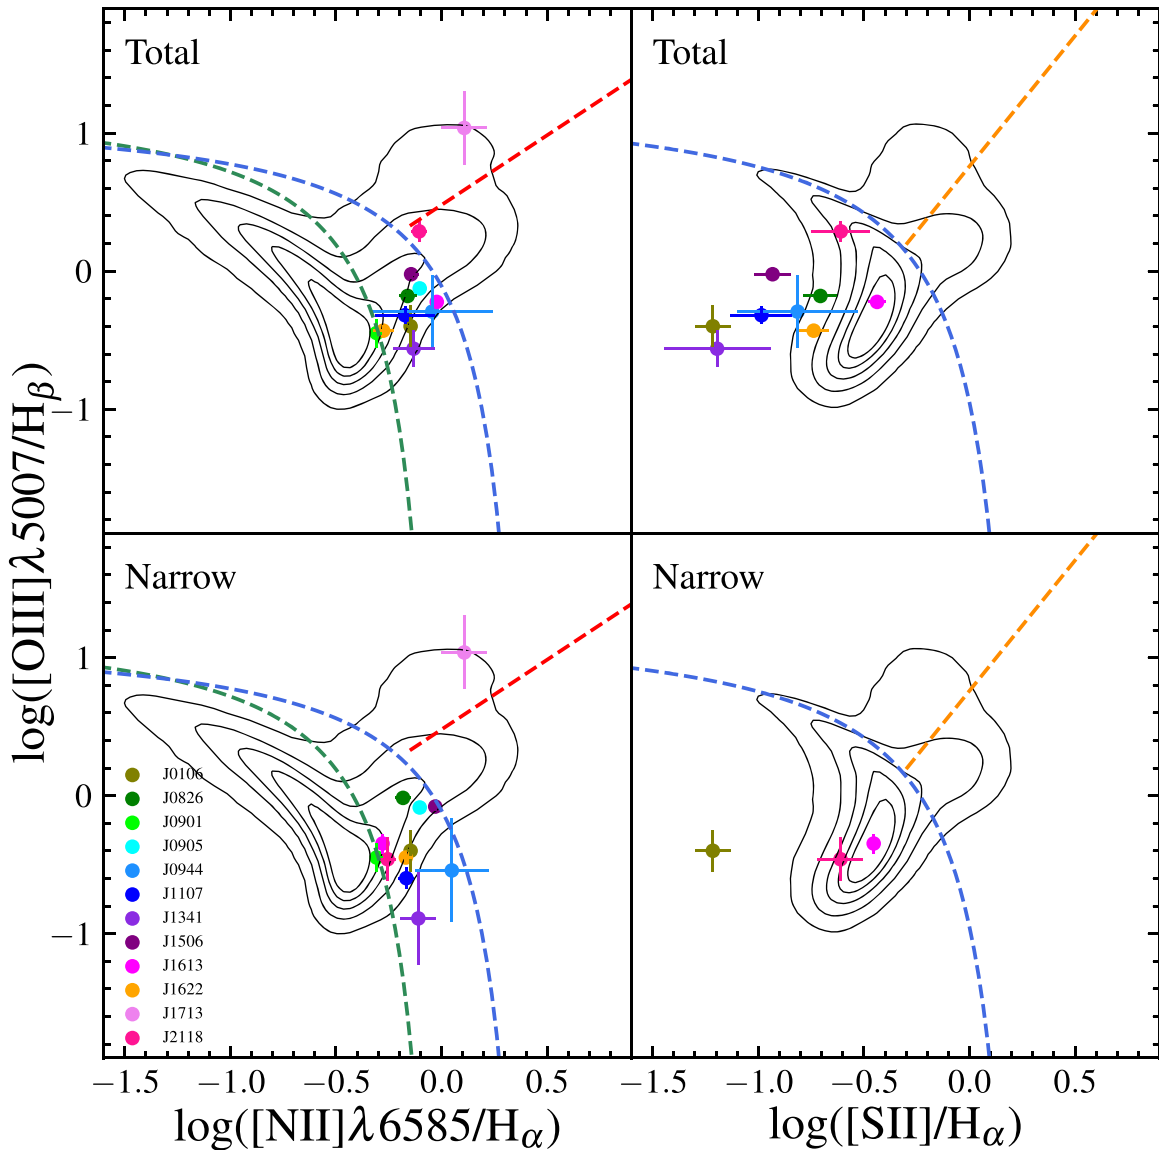 Total
Total
1
0
−1
log([OIII]λ5007/Hβ)
Narrow
Narrow
1
0
−1
J0106
J0826
J0901
J0905
J0944
J1107
J1341
J1506
J1613
J1622
J1713
J2118
−1.5 −1.0 −0.5 0.0 0.5
−1.5 −1.0 −0.5 0.0 0.5
log([NII]λ6585/Hα)
log([SII]/Hα)